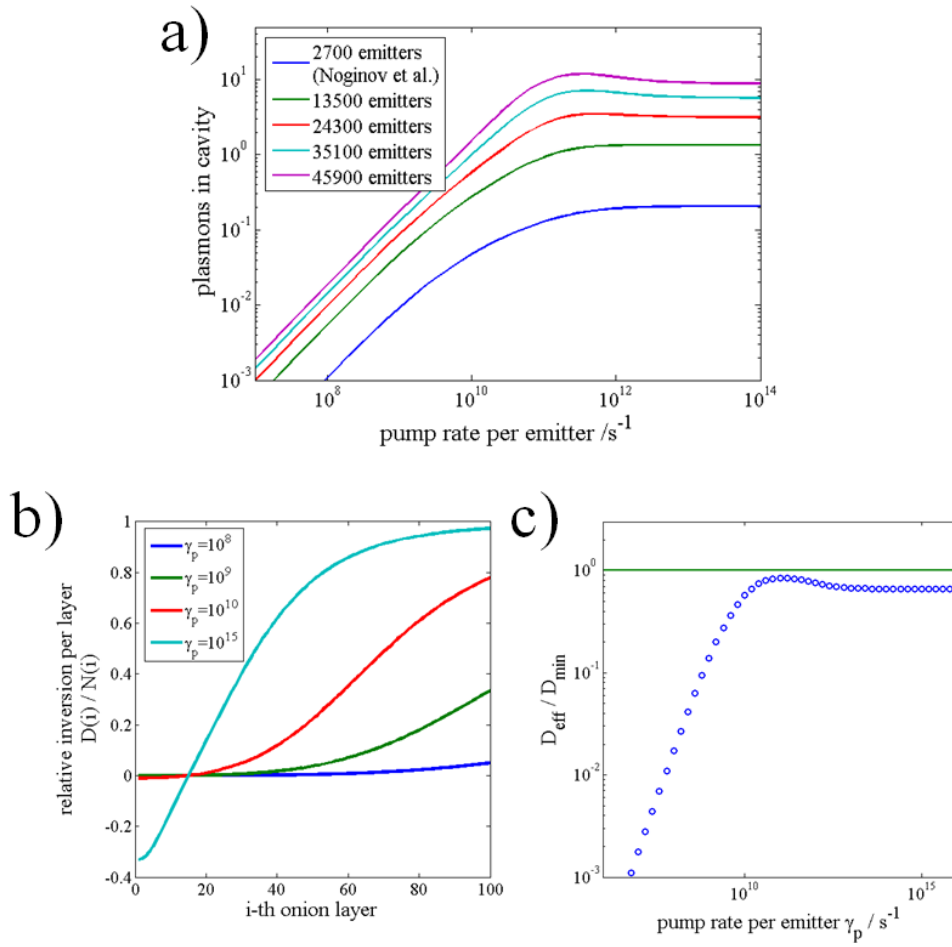 a)
10^1
10^0
10^-1
10^-2
10^-3
plasmons in cavity
2700 emitters
(Noginov et al.)
13500 emitters
24300 emitters
35100 emitters
45900 emitters
10^8
10^10
10^12
10^14
pump rate per emitter /s^-1
b)
1
0.8
0.6
0.4
0.2
0
-0.2
-0.4
relative inversion per layer
D(i) / N(i)
γ_p=10^8
γ_p=10^9
γ_p=10^10
γ_p=10^15
0
20
40
60
80
100
i-th onion layer
c)
10^0
10^-1
10^-2
10^-3
D_eff / D_min
10^10
10^15
pump rate per emitter γ_p / s^-1